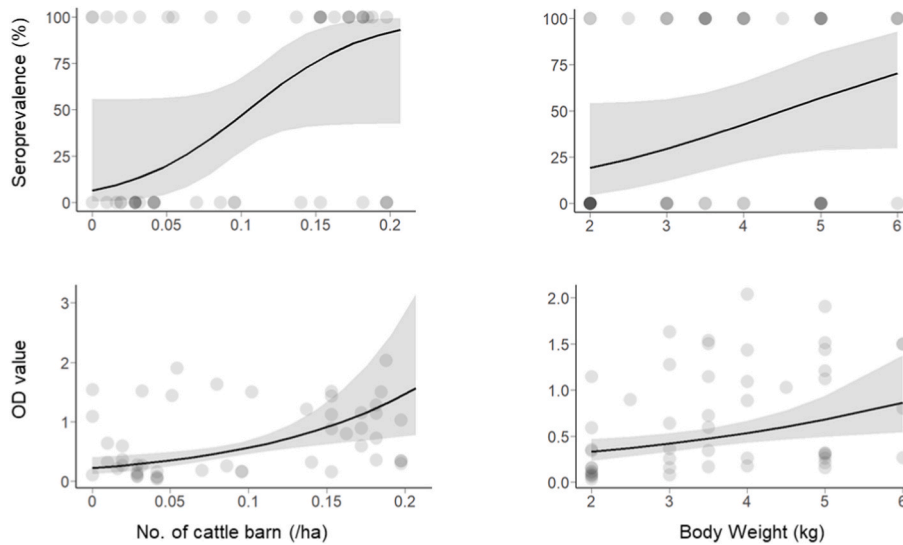 Seroprevalence (%)
100
75
50
25
0
0 0.05 0.1 0.15 0.2
100
75
50
25
0
2 3 4 5 6
OD value
3
2
1
0
0 0.05 0.1 0.15 0.2
No. of cattle barn (/ha)
2.0
1.5
1.0
0.5
0.0
2 3 4 5 6
Body Weight (kg)